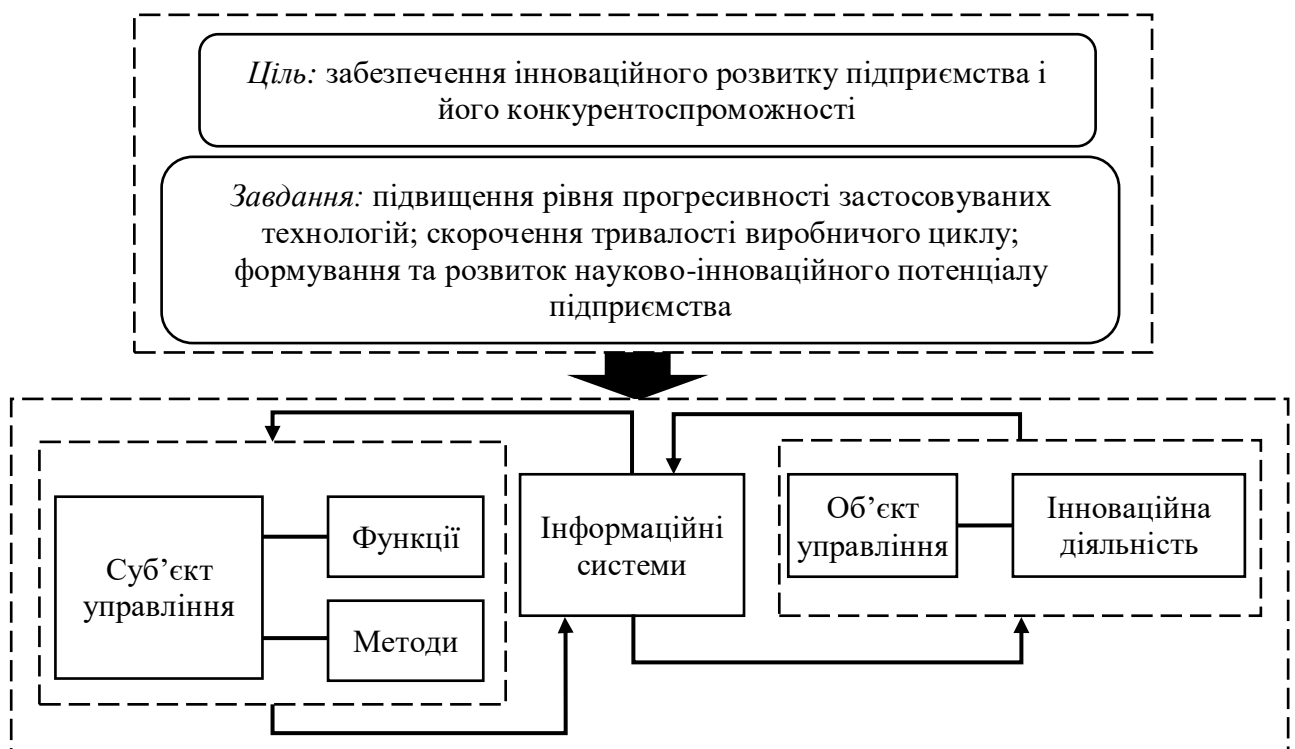 Ціль: забезпечення інноваційного розвитку підприємства і
його конкурентоспроможності
Завдання: підвищення рівня прогресивності застосовуваних
технологій; скорочення тривалості виробничого циклу;
формування та розвиток науково-інноваційного потенціалу
підприємства
Суб’єкт
управління
Функції
Методи
Інформаційні
системи
Об’єкт
управління
Інноваційна
діяльність